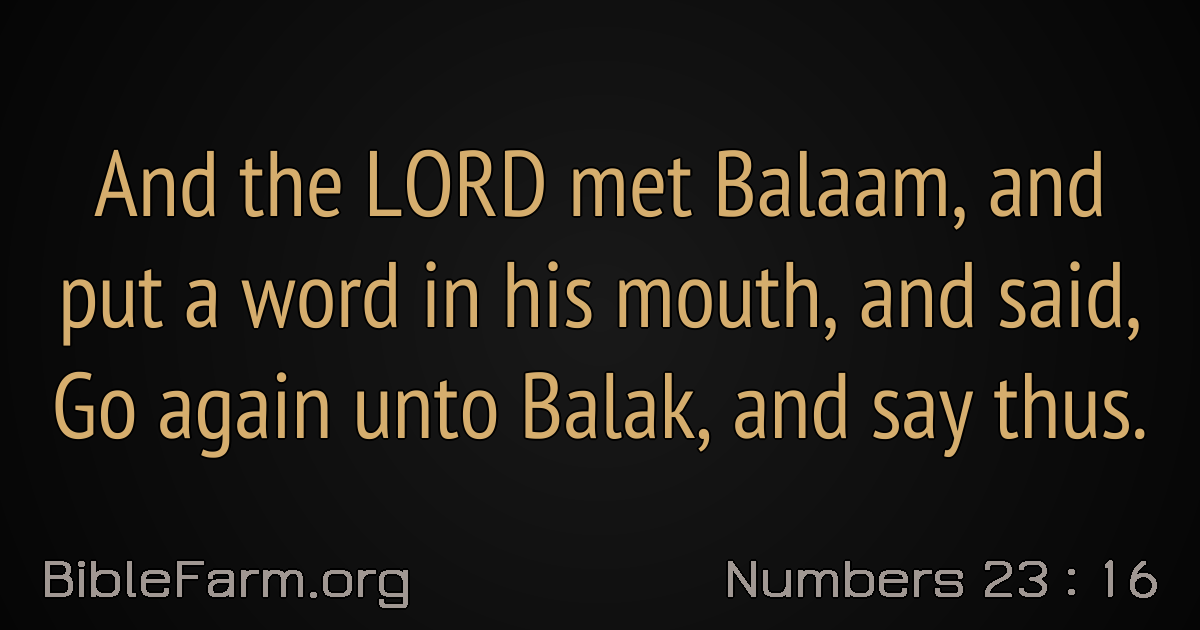 And the LORD met Balaam, and
put a word in his mouth, and said,
Go again unto Balak, and say thus.
BibleFarm.org
Numbers 23 : 16